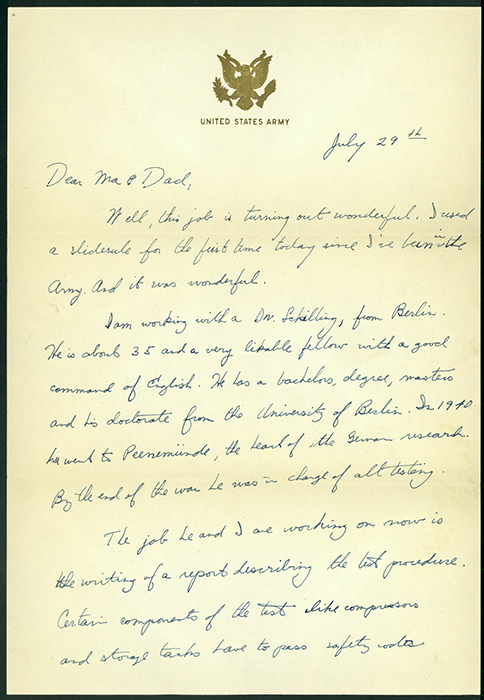 UNITED STATES ARMY
July 29th
Dear Ma & Dad,
Well, this job is turning out wonderful. I used
a sliderule for the first time today since I've been in the
Army. And it was wonderful.
I am working with a Dr. Schilling, from Berlin.
He is about 35 and a very likable fellow with a good
command of English. He has a bachelors, degree, masters
and his doctorate from the University of Berlin. In 1940
he went to Peenemünde, the heart of the German research.
By the end of the war he was in charge of all testing.
The job he and I are working on now is
the writing of a report describing the test procedure.
Certain components of the test like compressors
and storage tanks have to pass safety codes